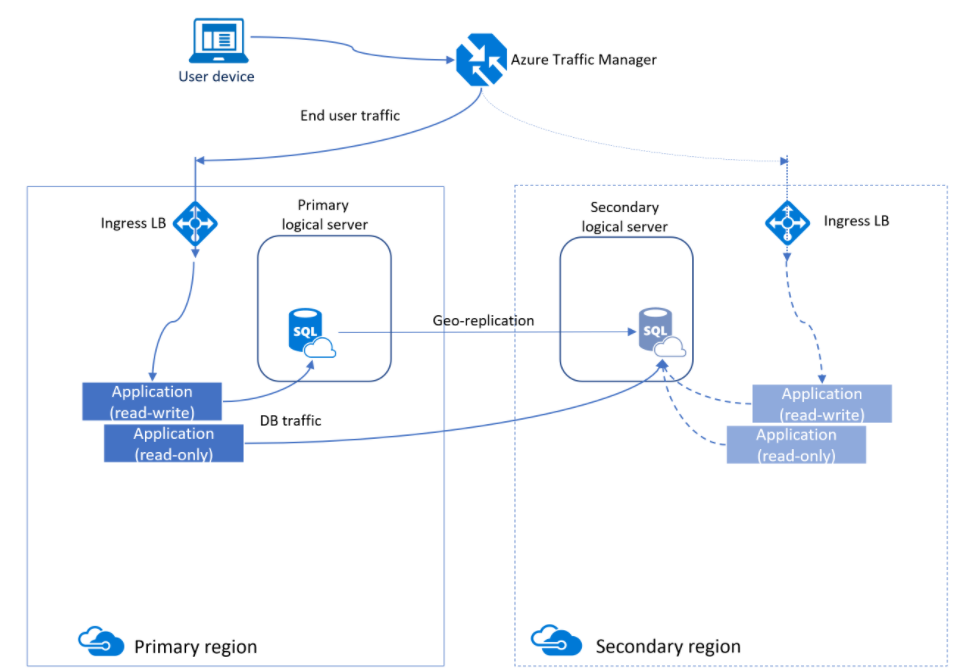 User device
Azure Traffic Manager
End user traffic
Ingress LB
Primary
logical server
Secondary
logical server
Ingress LB
SQL
Geo-replication
SQL
Application
(read-write)
Application
(read-only)
DB traffic
Application
(read-write)
Application
(read-only)
Primary region
Secondary region